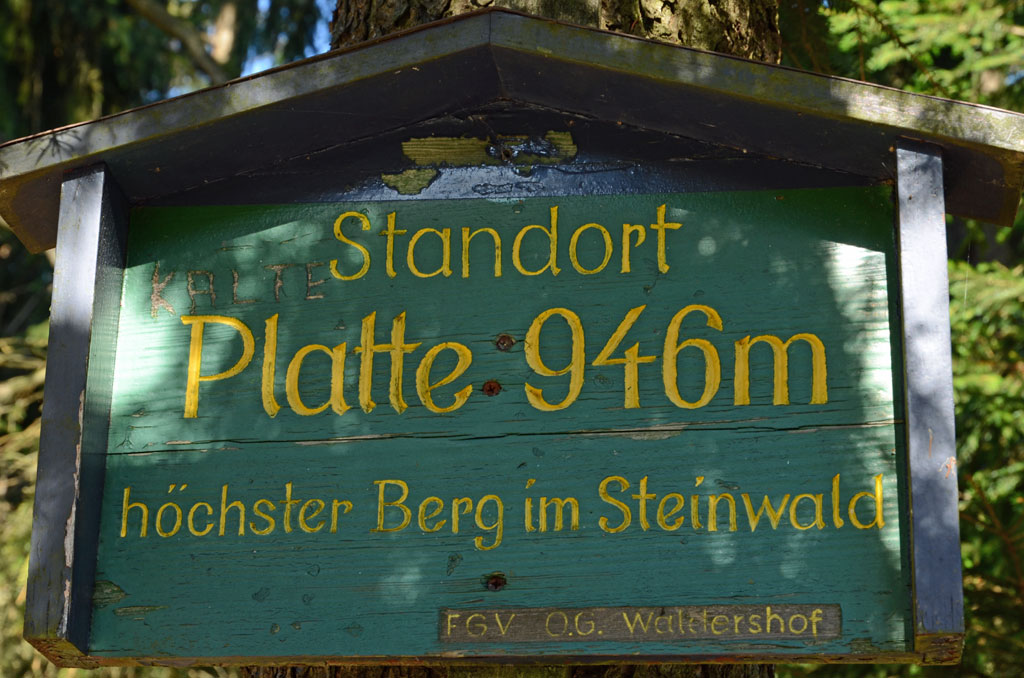 Standort
KALTE
Platte 946m
höchster Berg im Steinwald
FGV O.G. Waldershof